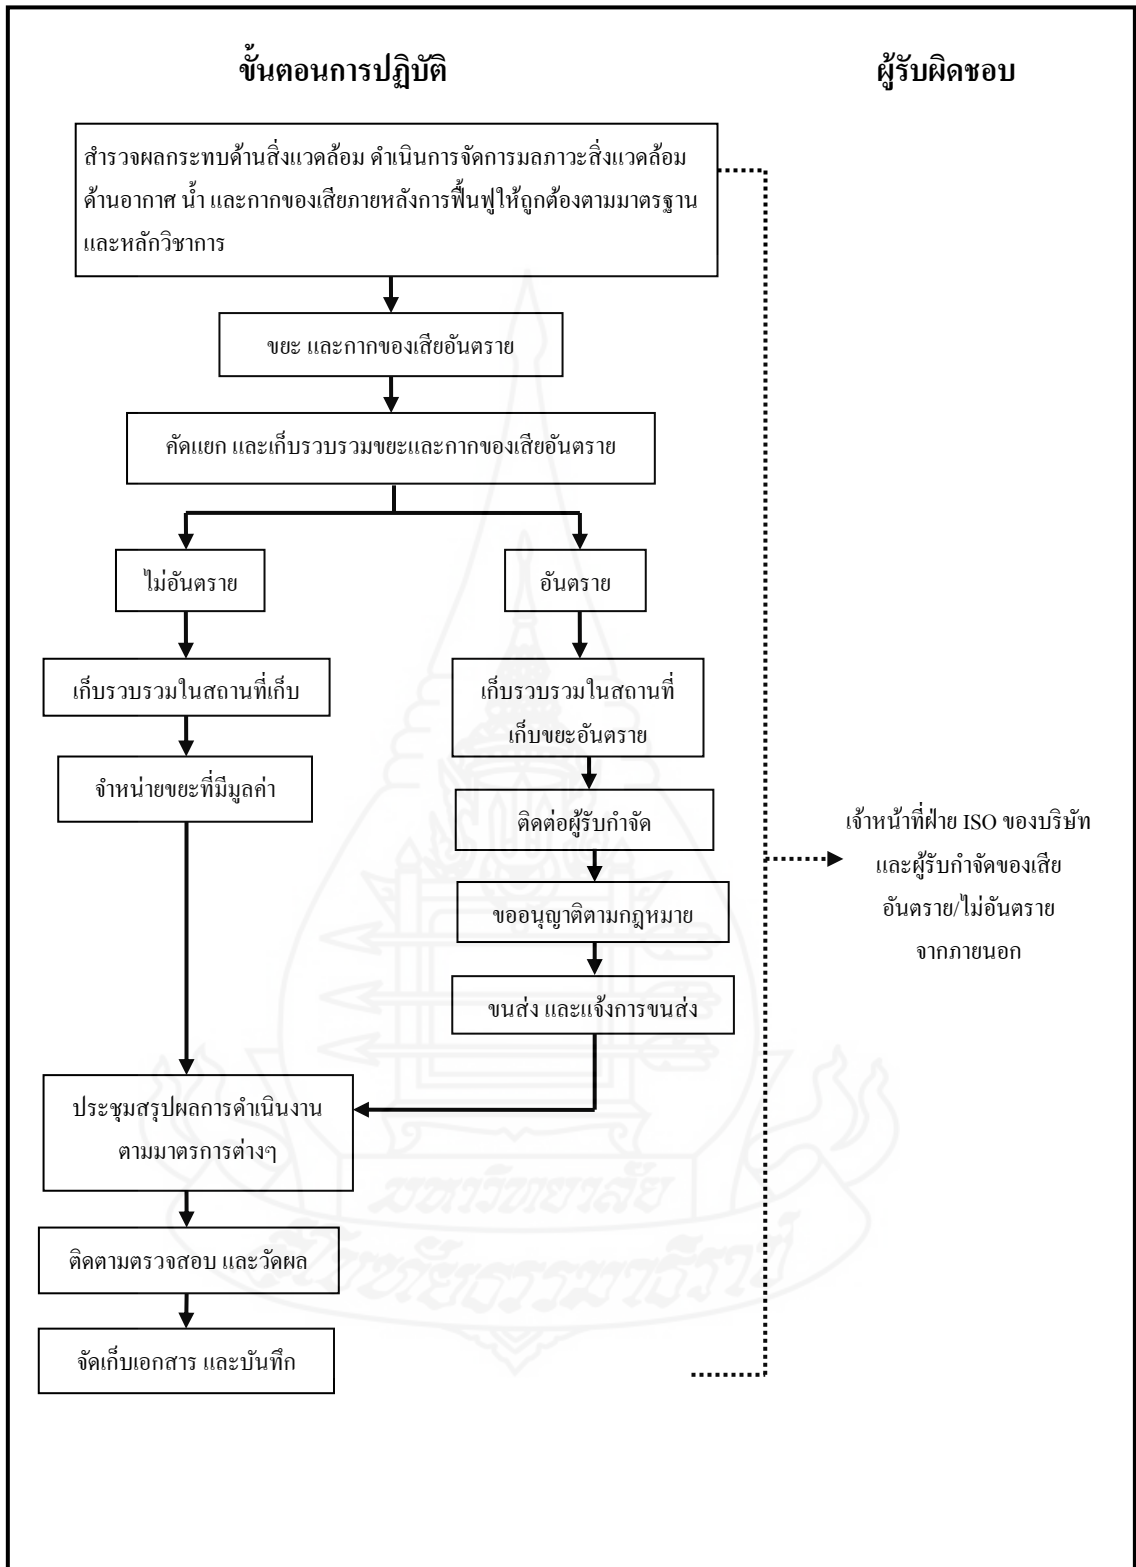 ขั้นตอนการปฏิบัติ
ผู้รับผิดชอบ
สำรวจผลกระทบด้านสิ่งแวดล้อม ดำเนินการจัดการมลภาวะสิ่งแวดล้อม
ด้านอากาศ น้ำ และกากของเสียภายหลังการฟื้นฟูให้ถูกต้องตามมาตรฐาน
และหลักวิชาการ
ขยะ และกากของเสียอันตราย
คัดแยก และเก็บรวบรวมขยะและกากของเสียอันตราย
ไม่อันตราย
อันตราย
เก็บรวบรวมในสถานที่เก็บ
เก็บรวบรวมในสถานที่
เก็บขยะอันตราย
จำหน่ายขยะที่มีมูลค่า
ติดต่อผู้รับกำจัด
ขออนุญาติตามกฎหมาย
ขนส่ง และแจ้งการขนส่ง
เจ้าหน้าที่ฝ่าย ISO ของบริษัท
และผู้รับกำจัดของเสีย
อันตราย/ไม่อันตราย
จากภายนอก
ประชุมสรุปผลการดำเนินงาน
ตามมาตรการต่างๆ
ติดตามตรวจสอบ และวัดผล
จัดเก็บเอกสาร และบันทึก
มหาวิทยาลัย
สุโขทัยธรรมาธิราช